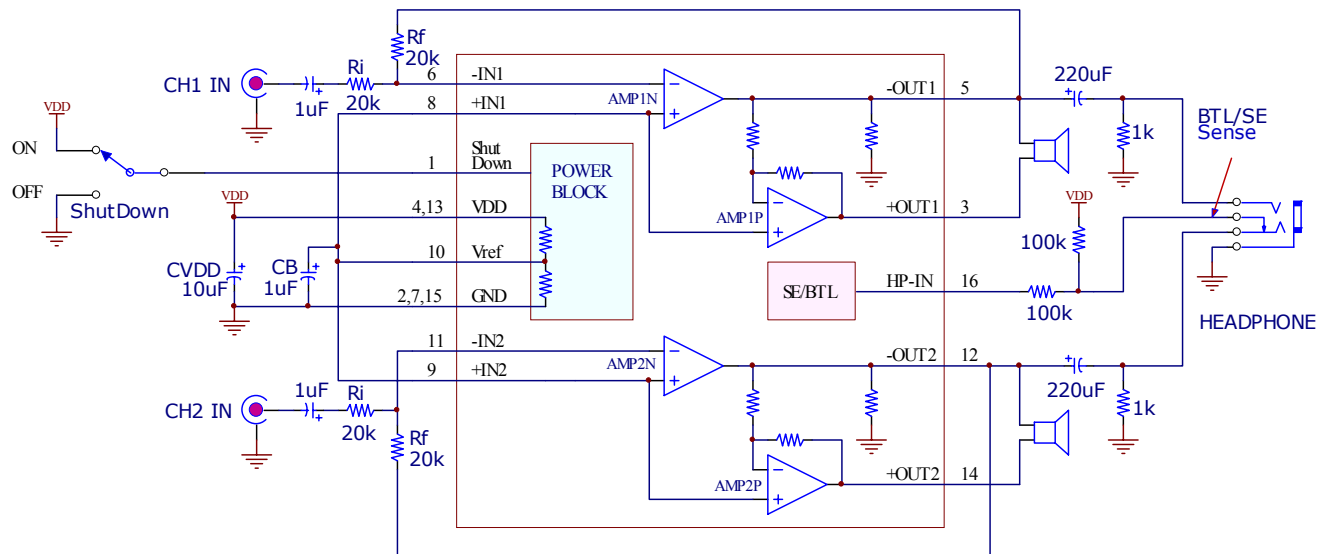 Rf
20k
CH1 IN
Ri
1uF
20k
6
-IN1
8
+IN1
AMP1N
-OUT1
5
220uF
1k
BTL/SE
Sense
VDD
ON
OFF
ShutDown
1
Shut
Down
POWER
BLOCK
AMP1P
+OUT1
3
VDD
4,13
VDD
VDD
100k
10
Vref
CVDD
10uF
CB
1uF
2,7,15
GND
SE/BTL
HP-IN
16
100k
HEADPHONE
11
-IN2
9
+IN2
AMP2N
-OUT2
12
220uF
1k
CH2 IN
1uF
Ri
20k
Rf
20k
AMP2P
+OUT2
14